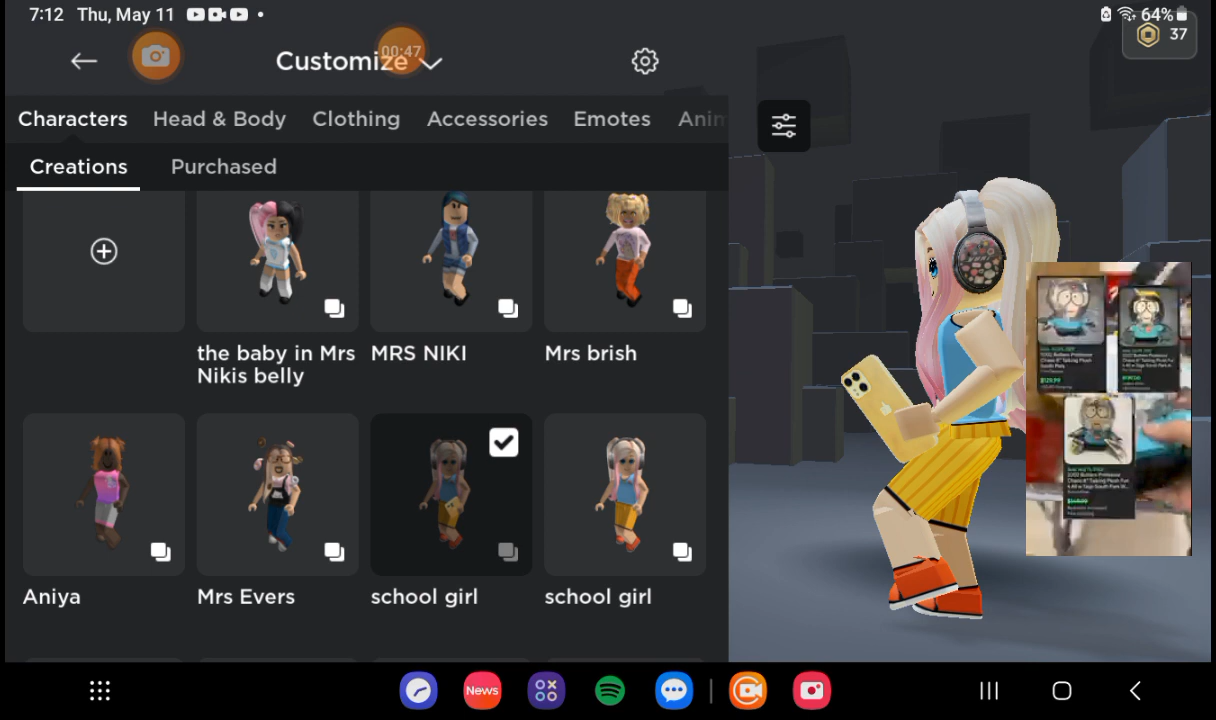 7:12 Thu, May 11
64%
37
00:47
Customize
Characters Head & Body Clothing Accessories Emotes Anim
Creations Purchased
the baby in Mrs Nikis belly
MRS NIKI
Mrs brish
Aniya
Mrs Evers
school girl
school girl
News